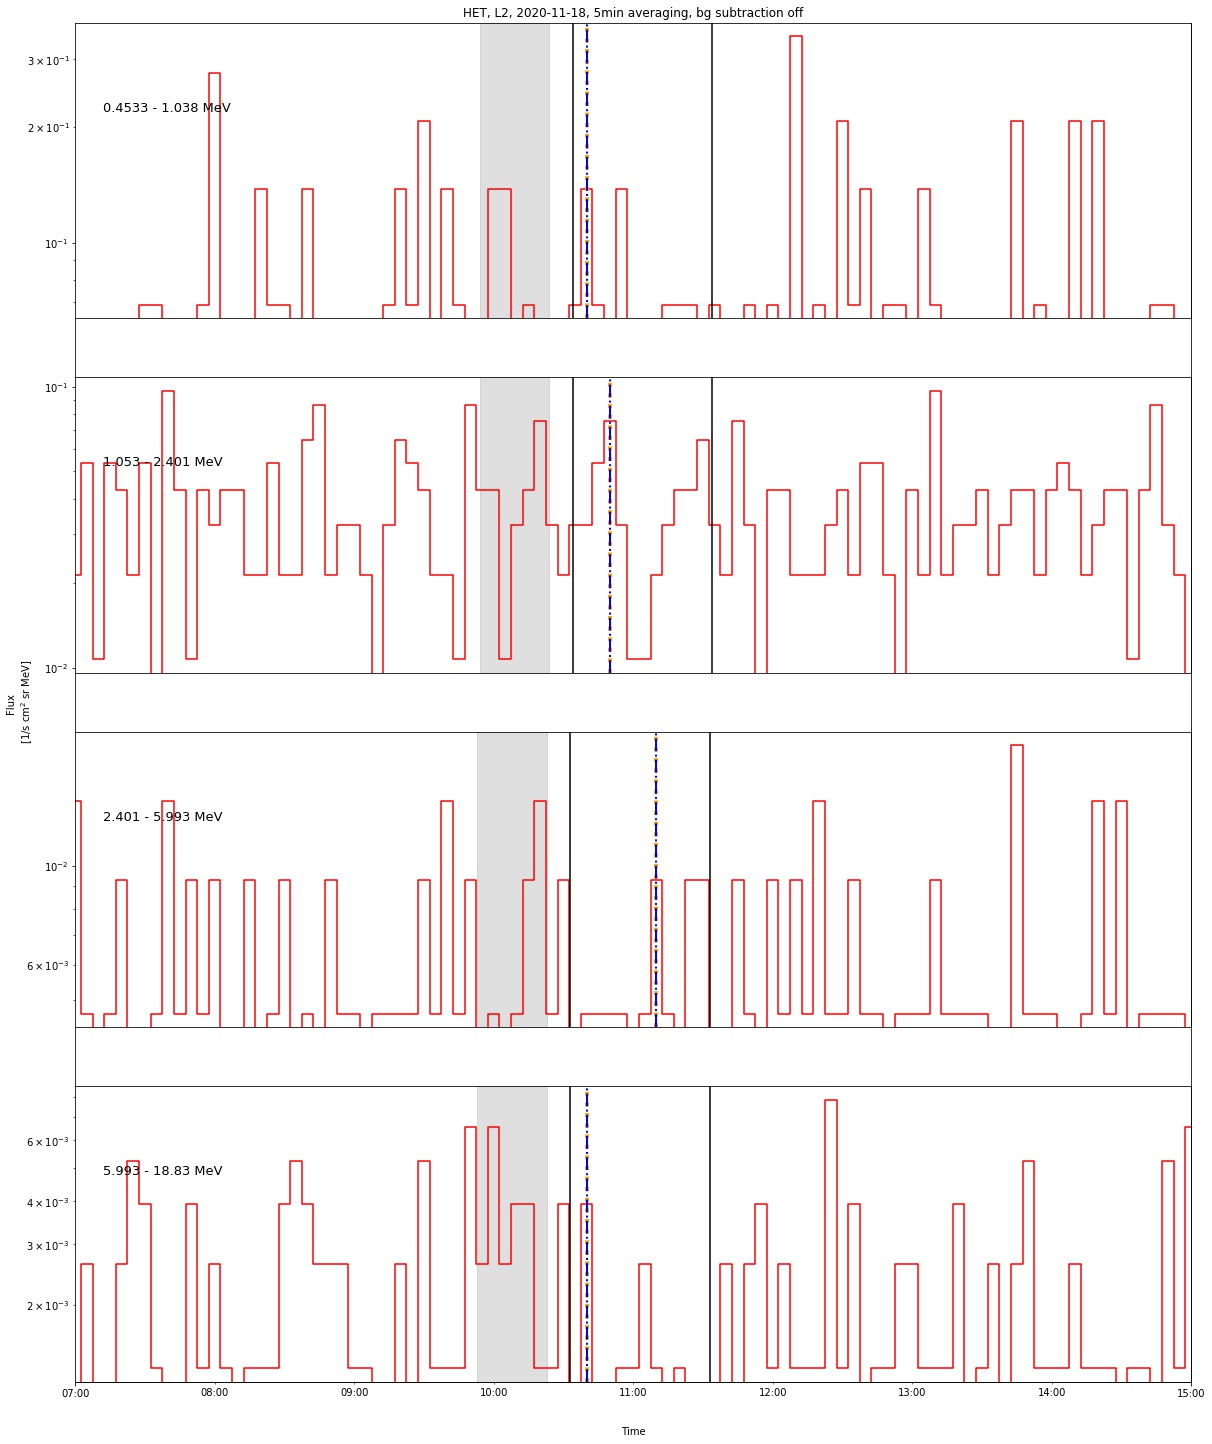 HET, L2, 2020-11-18, 5min averaging, bg subtraction off
3 × 10⁻¹
0.4533 - 1.038 MeV
2 × 10⁻¹
10⁻¹
10⁻¹
1.053 - 2.401 MeV
10⁻²
Flux
[1/s cm² sr MeV]
2.401 - 5.993 MeV
10⁻²
6 × 10⁻³
6 × 10⁻³
5.993 - 18.83 MeV
4 × 10⁻³
3 × 10⁻³
2 × 10⁻³
07:00 08:00 09:00 10:00 11:00 12:00 13:00 14:00 15:00
Time